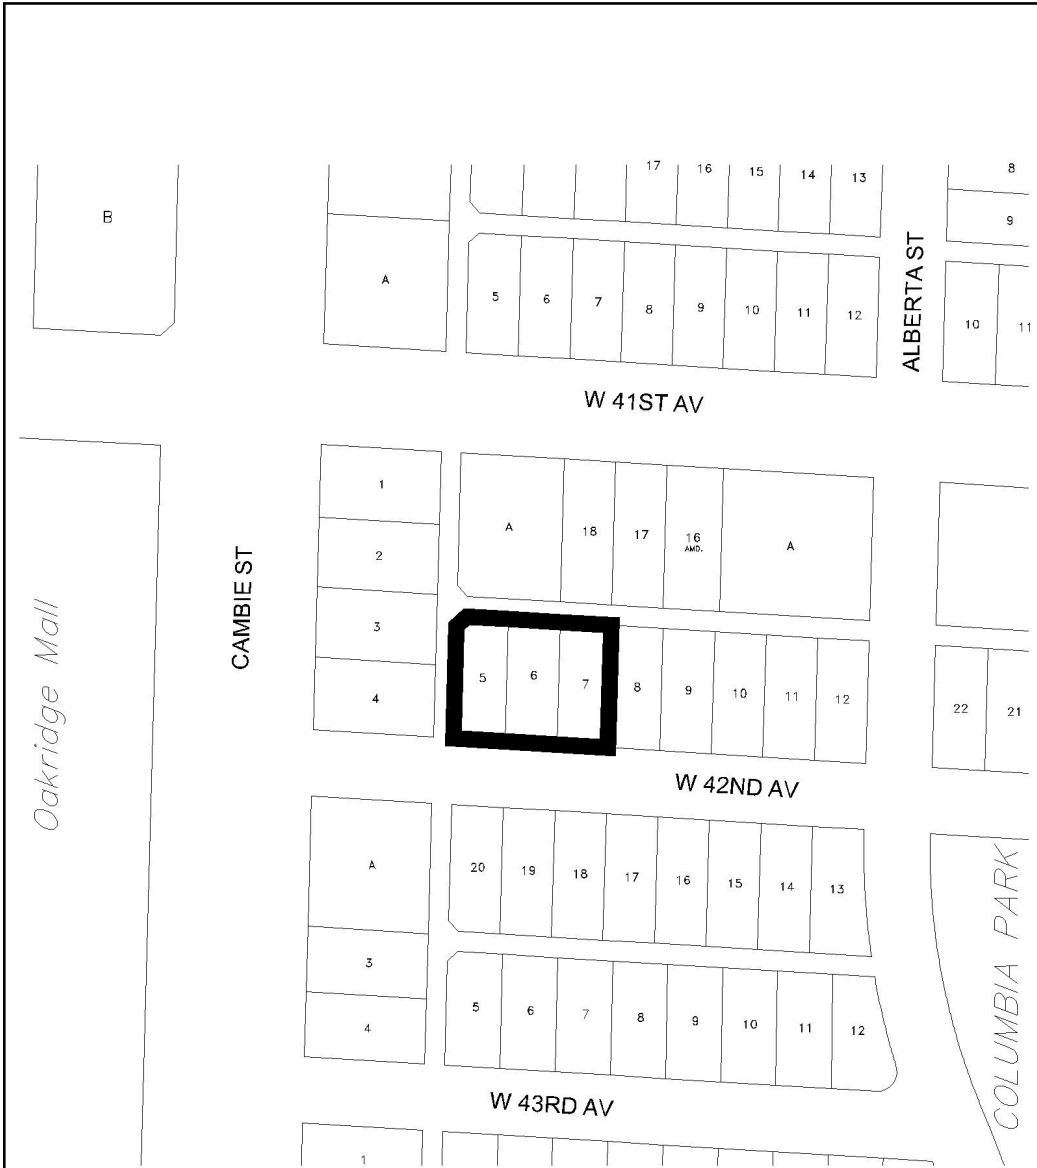 17 16 15 14 13 8
9
B
A
5 6 7 8 9 10 11 12
10 11
ALBERTA ST
W 41ST AV
1
2
3
4
CAMBIE ST
Oakridge Mall
A 18 17 16 A
AMD.
5 6 7 8 9 10 11 12
22 21
W 42ND AV
A
3
4
20 19 18 17 16 15 14 13
5 6 7 8 9 10 11 12
COLUMBIA PARK
W 43RD AV
1